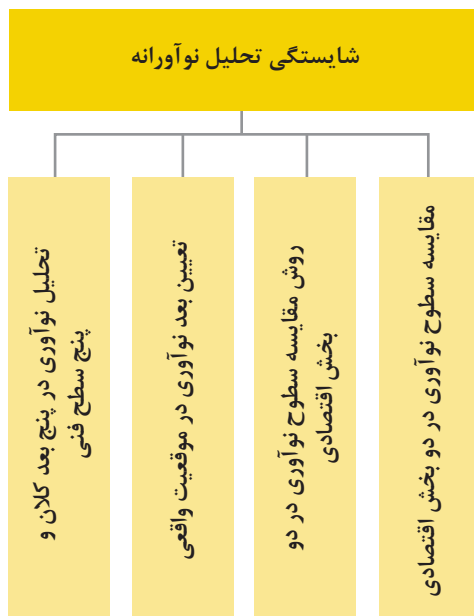 شایستگی تحلیل نوآورانه
مقایسه سطوح نوآوری در دو بخش اقتصادی
روش مقایسه سطوح نوآوری در دو
بخش اقتصادی
تعیین بعد نوآوری در موقعیت واقعی
تحلیل نوآوری در پنج بعد کلان و
پنج سطح فنی